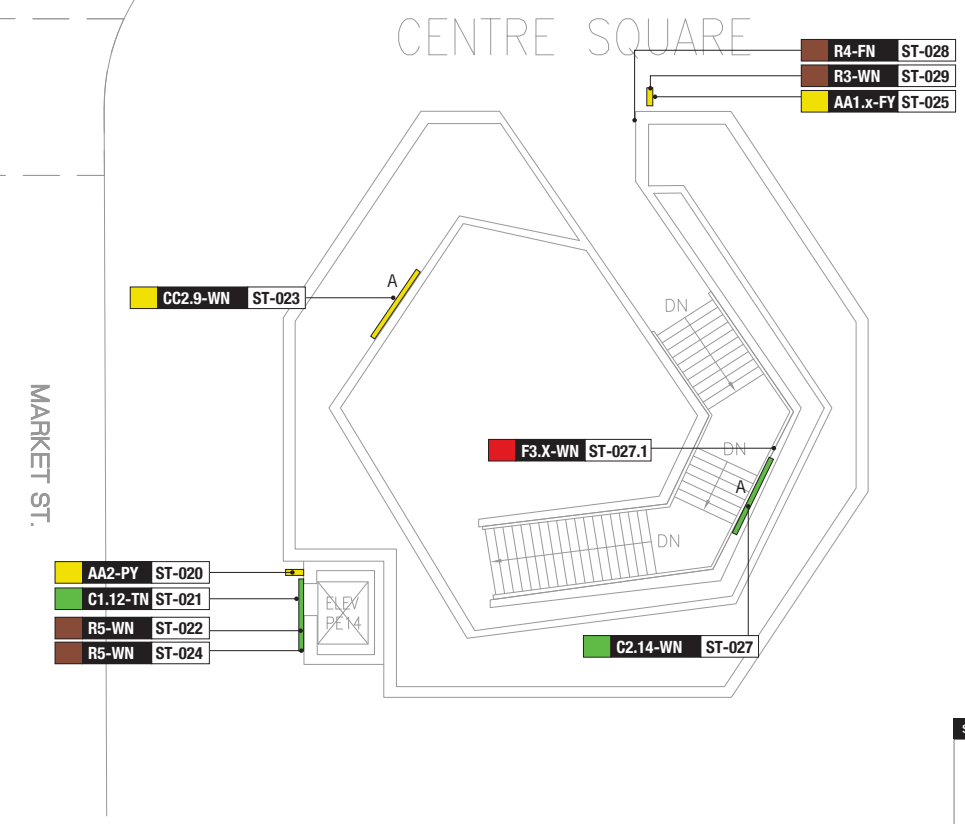 CENTRE SQUARE
R4-FN ST-028
R3-WN ST-029
AA1.x-FY ST-025
A
CC2.9-WN ST-023
DN
MARKET ST.
F3.X-WN ST-027.1
DN
A
DN
AA2-PY ST-020
C1.12-TN ST-021
R5-WN ST-022
R5-WN ST-024
ELEV
PE14
C2.14-WN ST-027